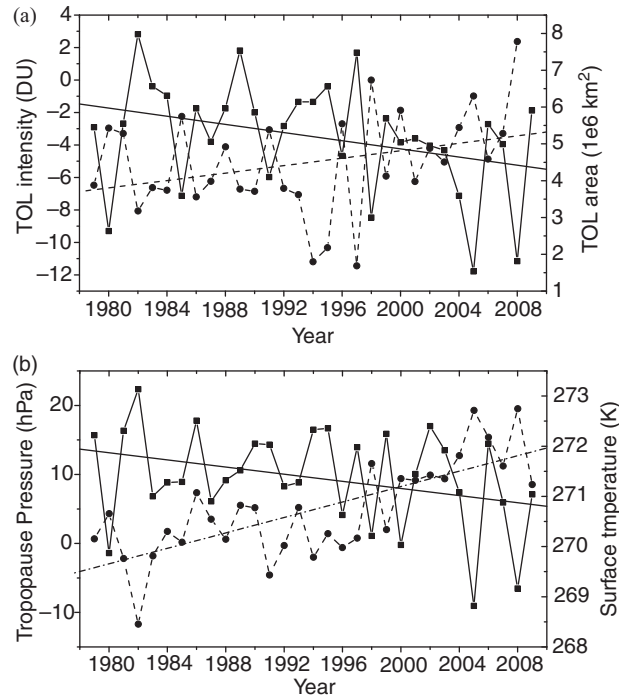 (a)
4
2
0
−2
−4
−6
−8
−10
−12
TOL intensity (DU)
8
7
6
5
4
3
2
1
TOL area (1e6 km²)
1980 1984 1988 1992 1996 2000 2004 2008
Year
(b)
20
10
0
−10
Tropopause Pressure (hPa)
273
272
271
270
269
268
Surface tmperature (K)
1980 1984 1988 1992 1996 2000 2004 2008
Year